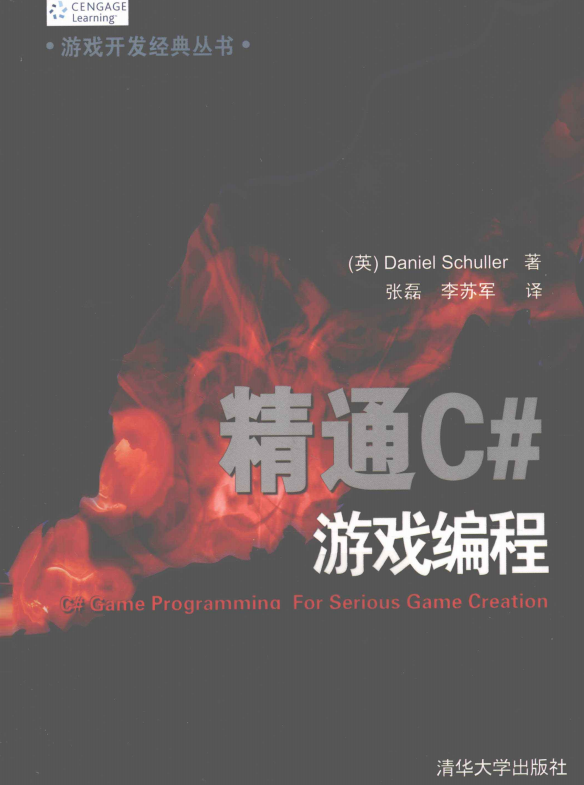 CENGAGE
Learning™
• 游戏开发经典丛书 •
(英) Daniel Schuller 著
张磊 李苏军 译
精通C#
游戏编程
C# Game Programming For Serious Game Creation
清华大学出版社